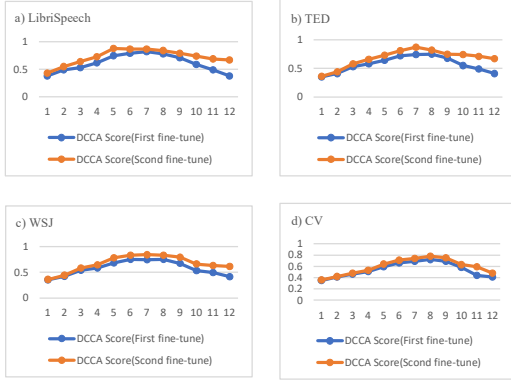 a) LibriSpeech
1
0.5
0
1 2 3 4 5 6 7 8 9 10 11 12
DCCA Score(First fine-tune)
DCCA Score(Scond fine-tune)
b) TED
1
0.5
0
1 2 3 4 5 6 7 8 9 10 11 12
DCCA Score(First fine-tune)
DCCA Score(Scond fine-tune)
c) WSJ
1
0.5
0
1 2 3 4 5 6 7 8 9 10 11 12
DCCA Score(First fine-tune)
DCCA Score(Scond fine-tune)
d) CV
1
0.8
0.6
0.4
0.2
0
1 2 3 4 5 6 7 8 9 10 11 12
DCCA Score(First fine-tune)
DCCA Score(Scond fine-tune)